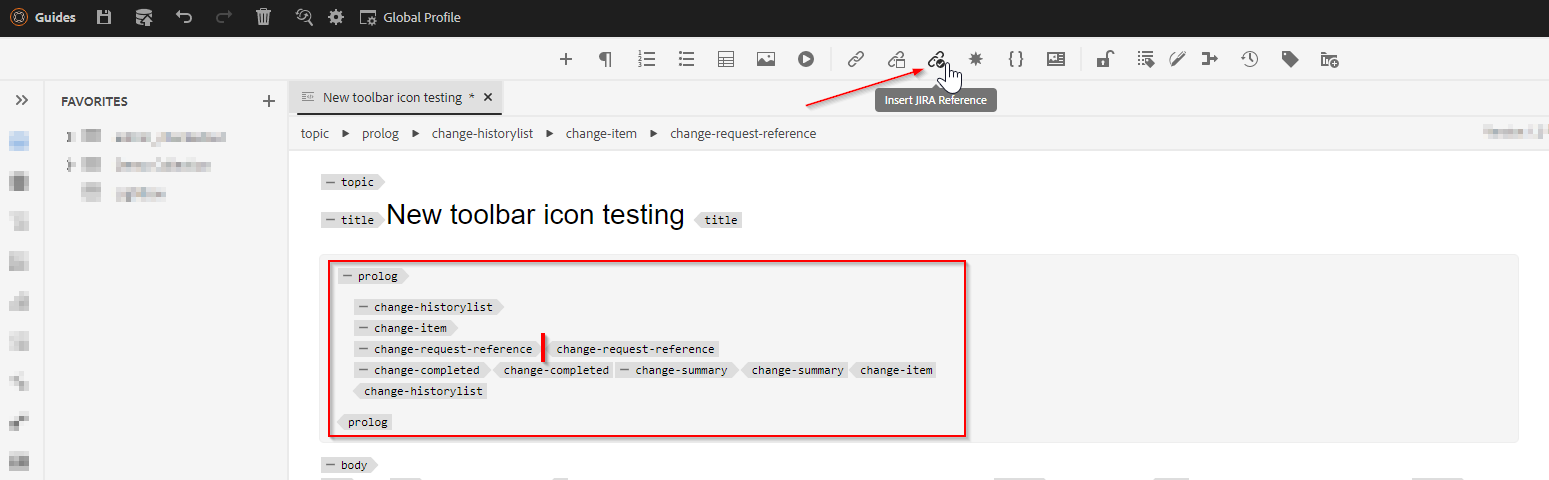 Guides Global Profile
Insert JIRA Reference
FAVORITES
New toolbar icon testing *
topic prolog change-historylist change-item change-request-reference
topic
title New toolbar icon testing title
prolog
change-historylist
change-item
change-request-reference change-request-reference
change-completed change-completed change-summary change-summary change-item
change-historylist
prolog
body